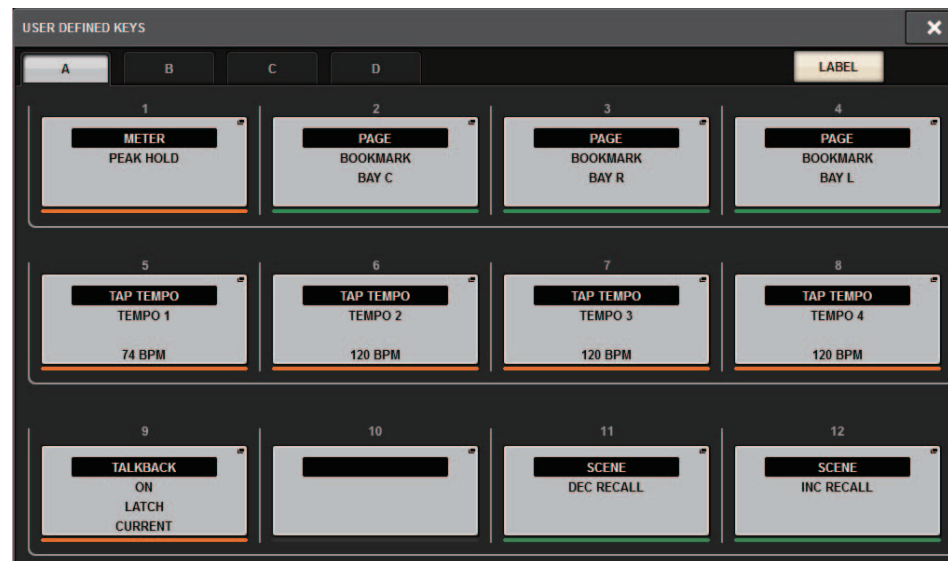 USER DEFINED KEYS
A B C D LABEL
1 2 3 4
METER PAGE PAGE PAGE
PEAK HOLD BOOKMARK BOOKMARK BOOKMARK
BAY C BAY R BAY L
5 6 7 8
TAP TEMPO TAP TEMPO TAP TEMPO TAP TEMPO
TEMPO 1 TEMPO 2 TEMPO 3 TEMPO 4
74 BPM 120 BPM 120 BPM 120 BPM
9 10 11 12
TALKBACK SCENE SCENE
ON DEC RECALL INC RECALL
LATCH
CURRENT